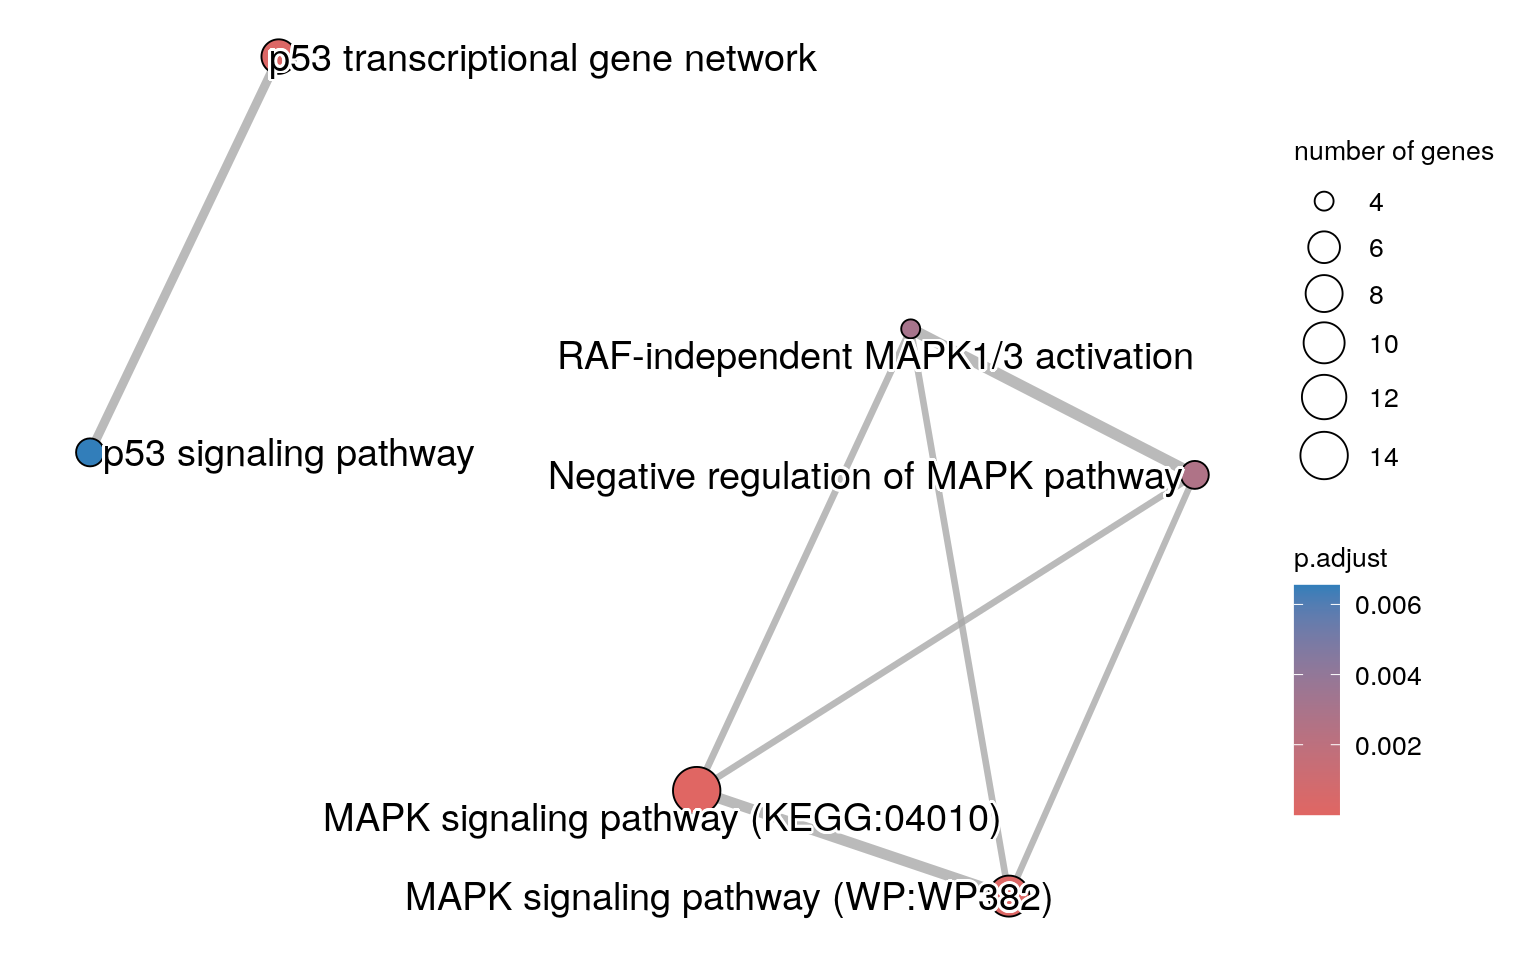 p53 transcriptional gene network
p53 signaling pathway
RAF-independent MAPK1/3 activation
Negative regulation of MAPK pathway
MAPK signaling pathway (KEGG:04010)
MAPK signaling pathway (WP:WP382)
number of genes
4
6
8
10
12
14
p.adjust
0.006
0.004
0.002